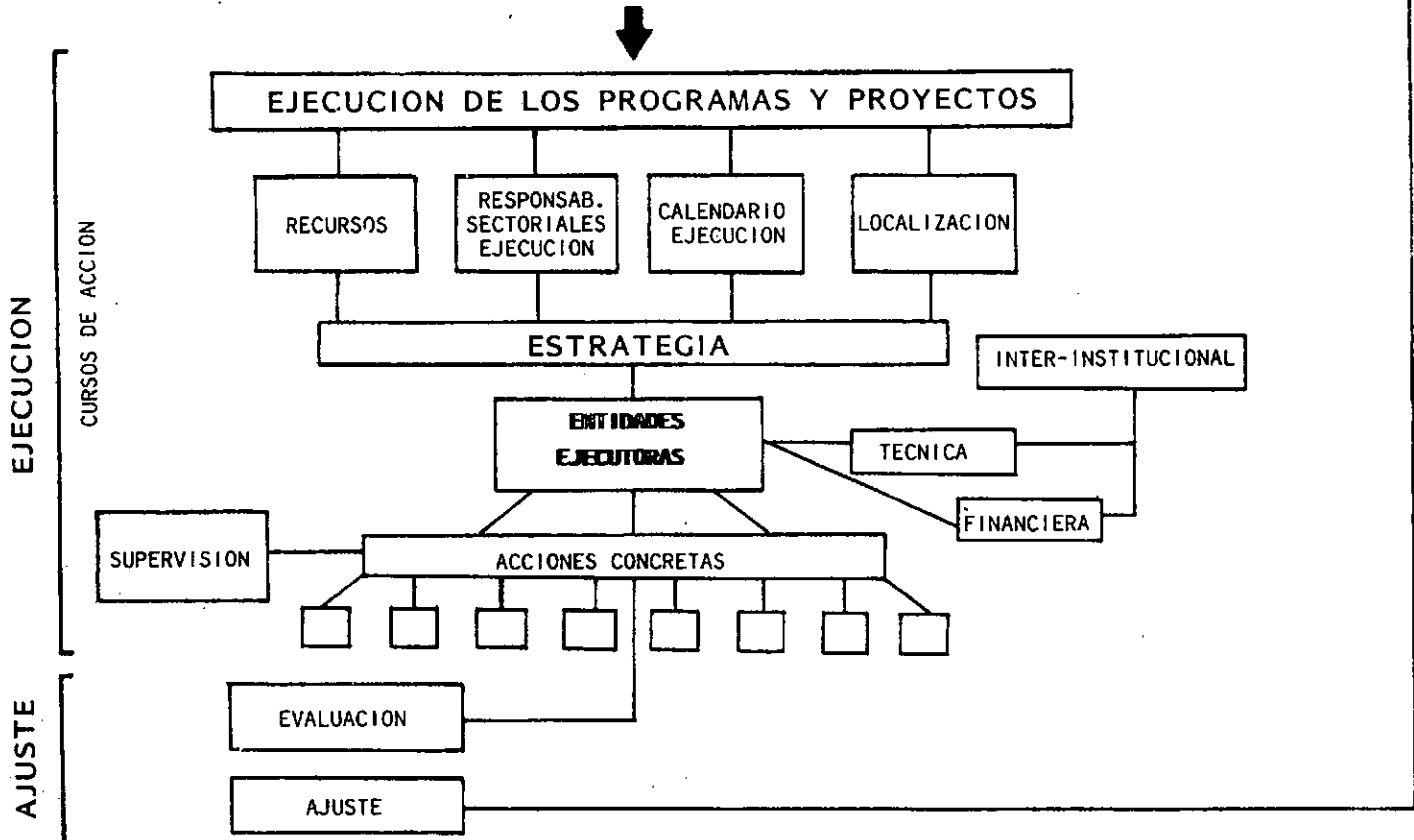 EJECUCION DE LOS PROGRAMAS Y PROYECTOS
RECURSOS
RESPONSAB.
SECTORIALES
EJECUCION
CALENDARIO
EJECUCION
LOCALIZACION
ESTRATEGIA
INTER-INSTITUCIONAL
ENTIDADES
EJECUTORAS
TECNICA
FINANCIERA
SUPERVISION
ACCIONES CONCRETAS
EVALUACION
AJUSTE
EJECUCION
CURSOS DE ACCION
AJUSTE